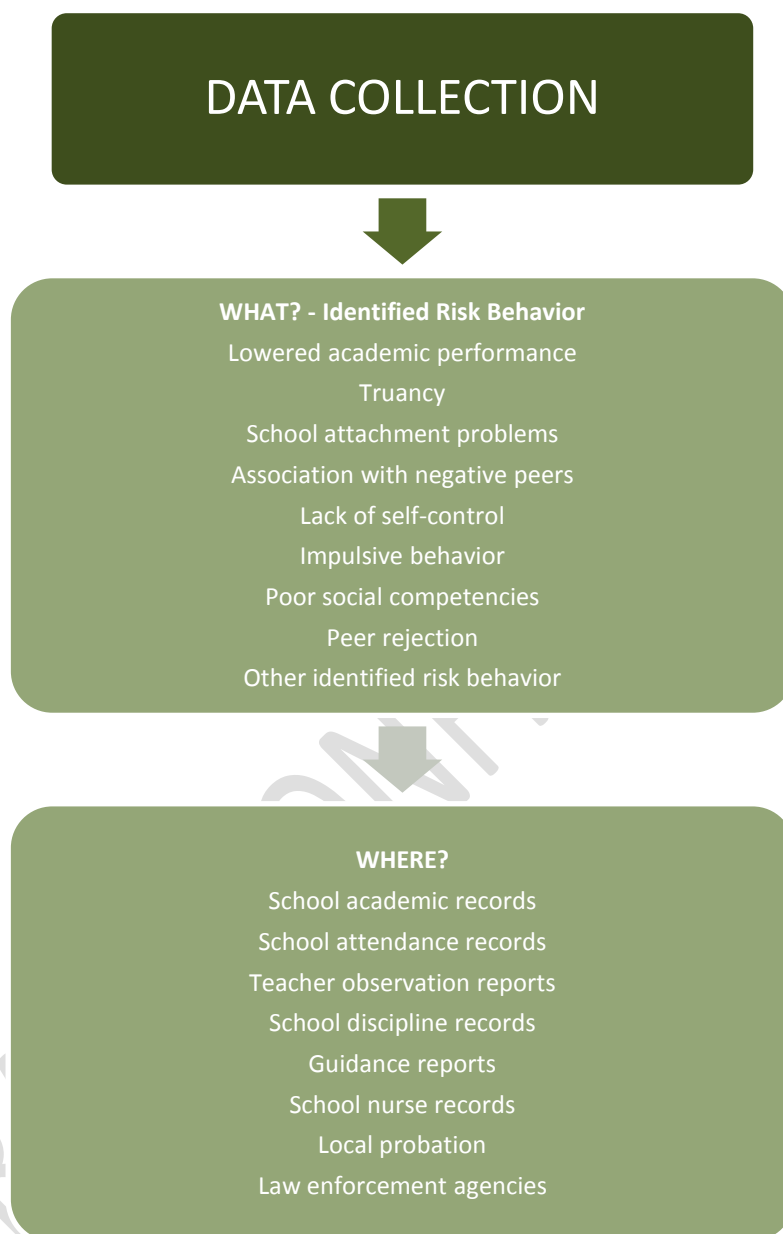 DATA COLLECTION
WHAT? - Identified Risk Behavior
Lowered academic performance
Truancy
School attachment problems
Association with negative peers
Lack of self-control
Impulsive behavior
Poor social competencies
Peer rejection
Other identified risk behavior
WHERE?
School academic records
School attendance records
Teacher observation reports
School discipline records
Guidance reports
School nurse records
Local probation
Law enforcement agencies